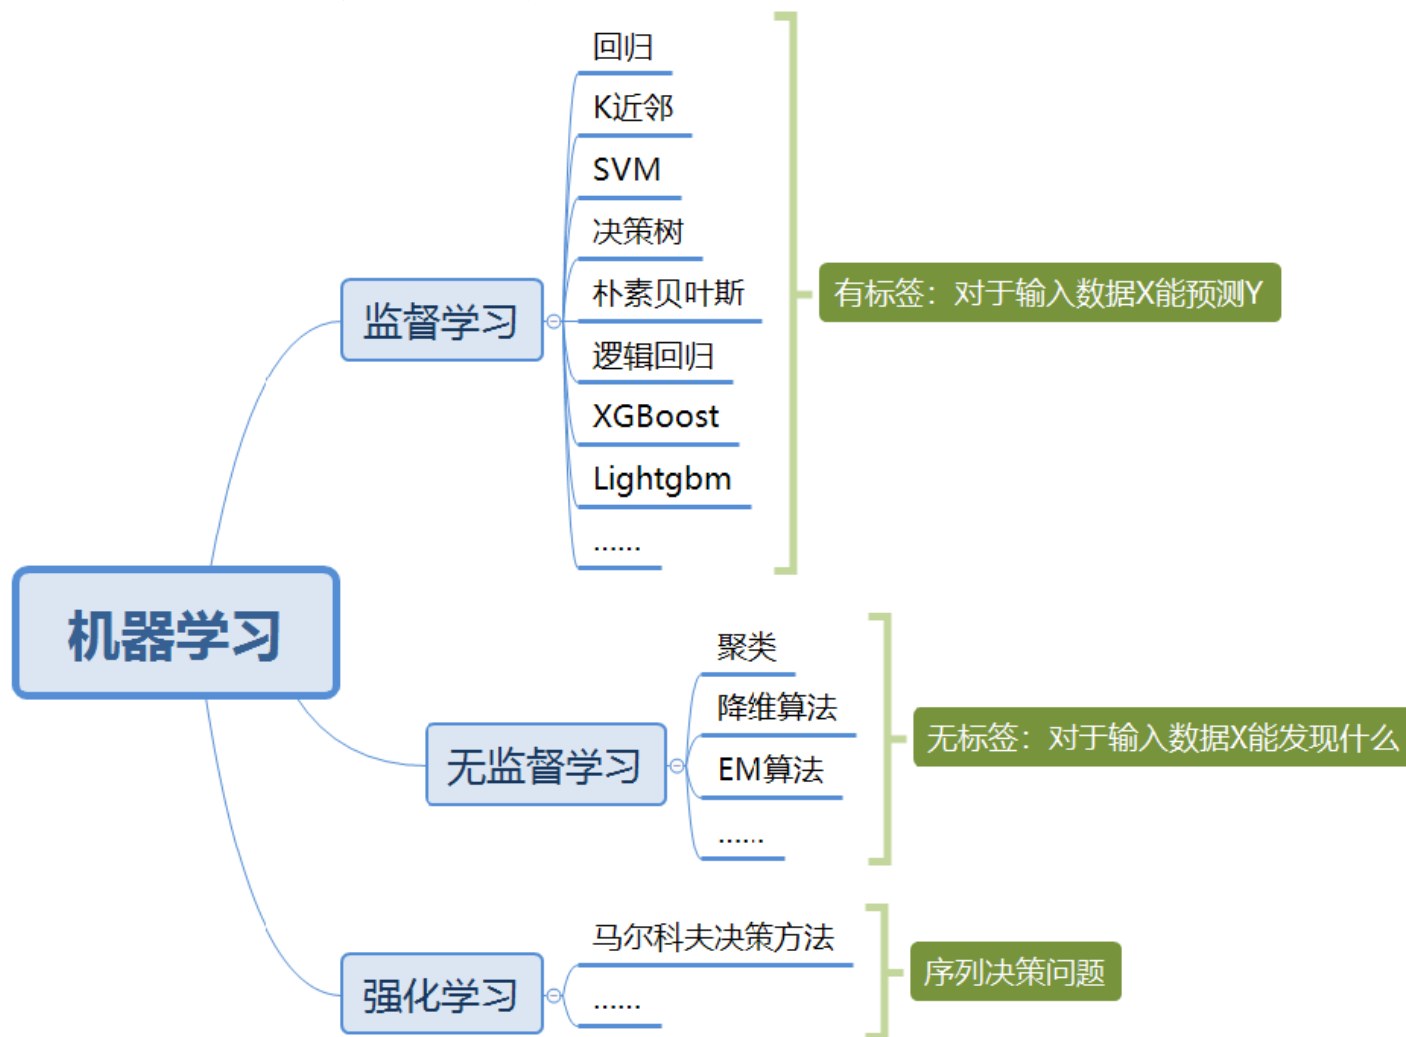 回归
K近邻
SVM
决策树
朴素贝叶斯
逻辑回归
XGBoost
Lightgbm
......
监督学习
有标签：对于输入数据X能预测Y
机器学习
聚类
降维算法
EM算法
......
无监督学习
无标签：对于输入数据X能发现什么
马尔科夫决策方法
......
强化学习
序列决策问题